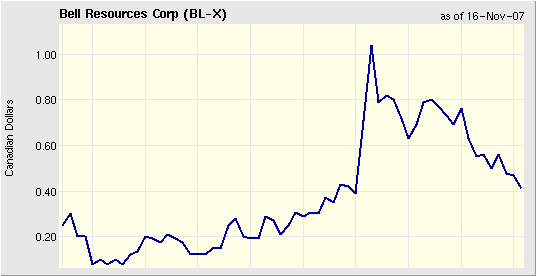 Bell Resources Corp (BL-X)
as of 16-Nov-07
Canadian Dollars
1.00
0.80
0.60
0.40
0.20